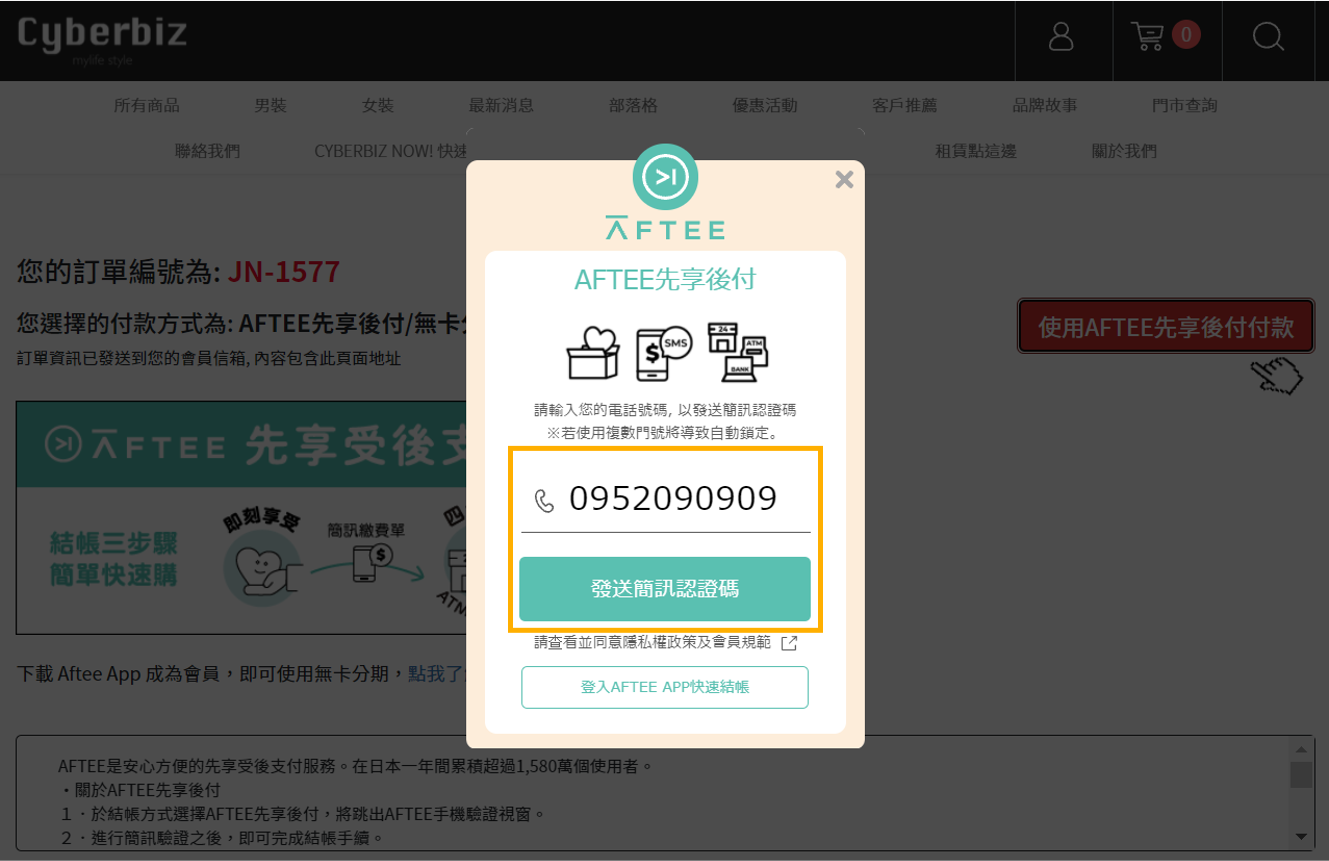 Cyberbiz
mylife style
0
所有商品 男裝 女裝 最新消息 部落格 優惠活動 客戶推薦 品牌故事 門市查詢
聯絡我們 CYBERBIZ NOW! 快速 租賃點這邊 關於我們
AFTEE
AFTEE先享後付
SMS
24
ATM
BANK
請輸入您的電話號碼, 以發送簡訊認證碼
※若使用複數門號將導致自動鎖定。
0952090909
發送簡訊認證碼
請查看並同意隱私權政策及會員規範
登入AFTEE APP快速結帳
您的訂單編號為: JN-1577
您選擇的付款方式為: AFTEE先享後付/無卡
訂單資訊已發送到您的會員信箱, 內容包含此頁面地址
使用AFTEE先享後付付款
AFTEE 先享受後支
結帳三步驟
簡單快速購
即刻享受
簡訊繳費單
四
ATM
下載 Aftee App 成為會員，即可使用無卡分期，點我了
AFTEE是安心方便的先享受後支付服務。在日本一年間累積超過1,580萬個使用者。
・關於AFTEE先享後付
１．於結帳方式選擇AFTEE先享後付，將跳出AFTEE手機驗證視窗。
２．進行簡訊驗證之後，即可完成結帳手續。